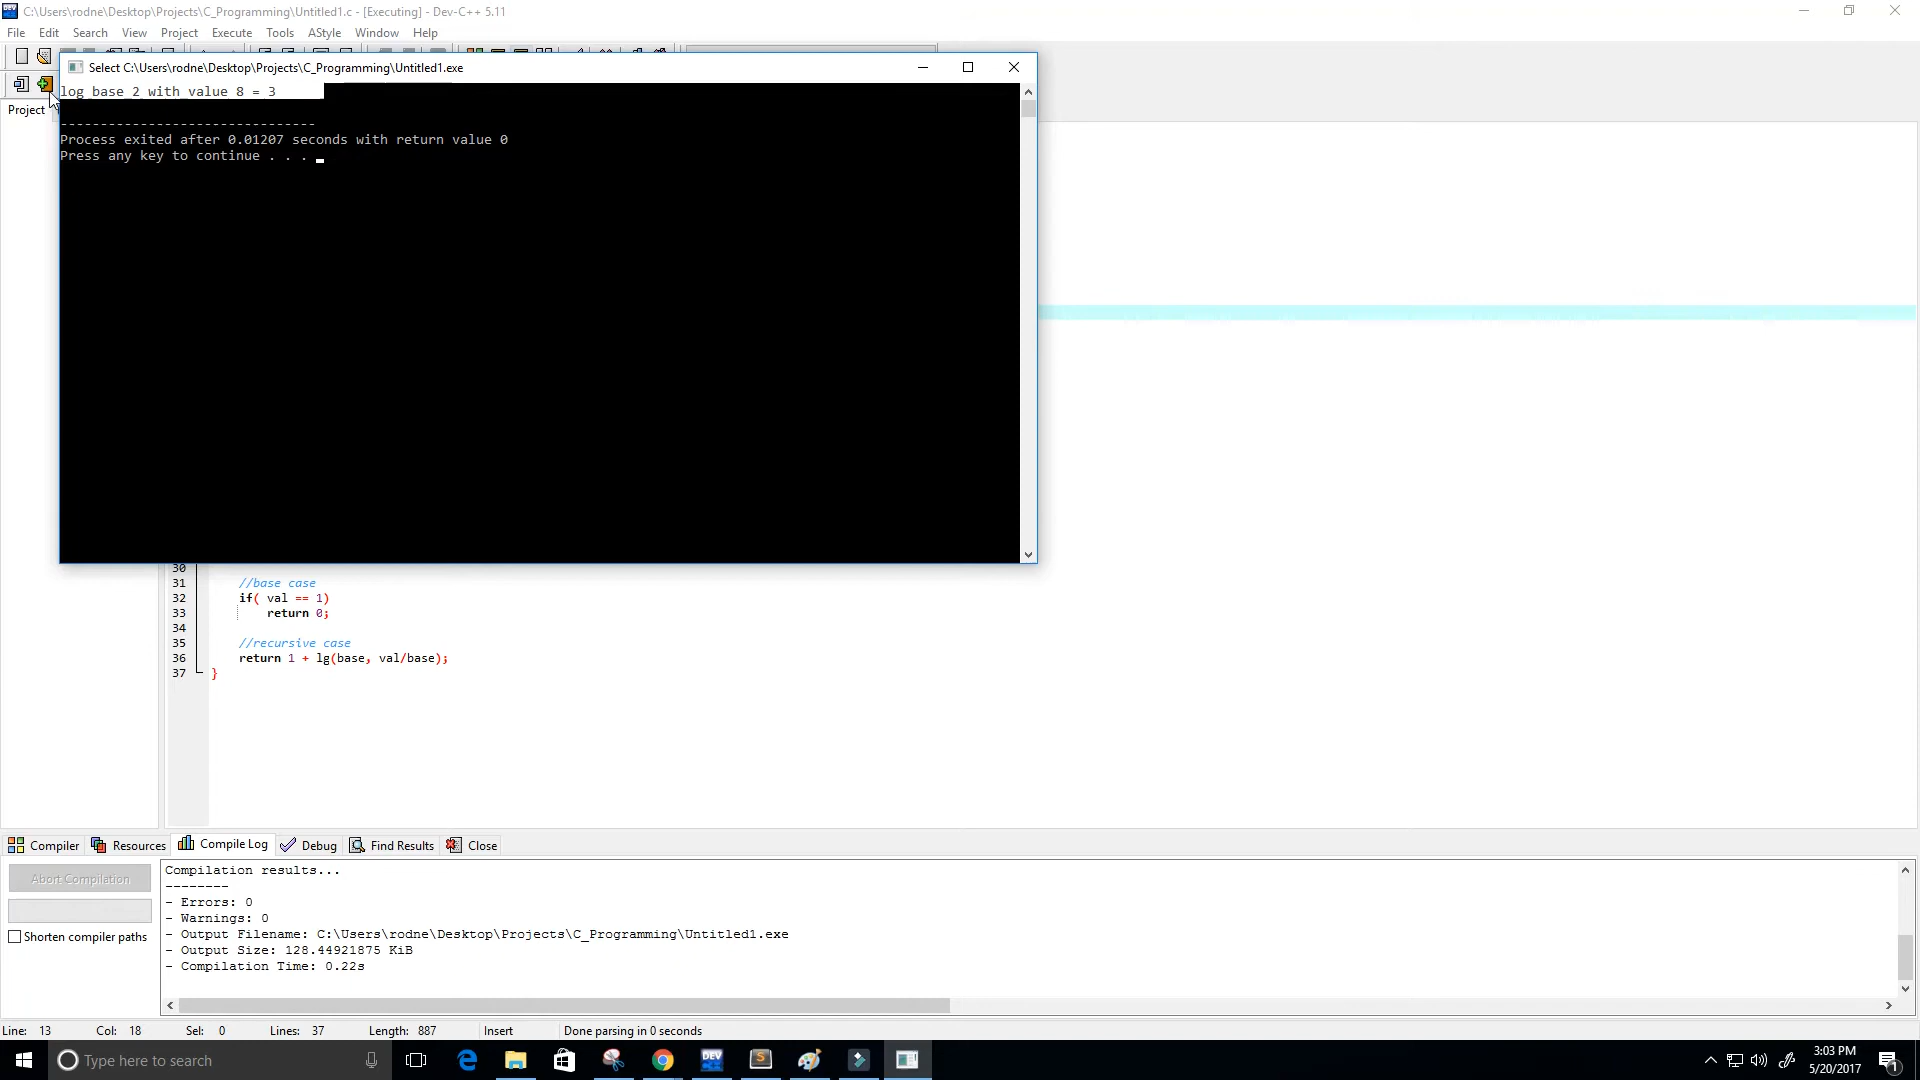 C:\Users\rodne\Desktop\Projects\C_Programming\Untitled1.c - [Executing] - Dev-C++ 5.11
File Edit Search View Project Execute Tools AStyle Window Help
Select C:\Users\rodne\Desktop\Projects\C_Programming\Untitled1.exe
log base 2 with value 8 = 3
Project
--------------------------------
Process exited after 0.01207 seconds with return value 0
Press any key to continue . . .
30
31 //base case
32 if( val == 1)
33 return 0;
34
35 //recursive case
36 return 1 + lg(base, val/base);
37 }
Compiler Resources Compile Log Debug Find Results Close
Abort Compilation
Shorten compiler paths
Compilation results...
--------
- Errors: 0
- Warnings: 0
- Output Filename: C:\Users\rodne\Desktop\Projects\C_Programming\Untitled1.exe
- Output Size: 128.44921875 KiB
- Compilation Time: 0.22s
Line: 13 Col: 18 Sel: 0 Lines: 37 Length: 887 Insert Done parsing in 0 seconds
Type here to search
DEV
S
3:03 PM
5/20/2017
1